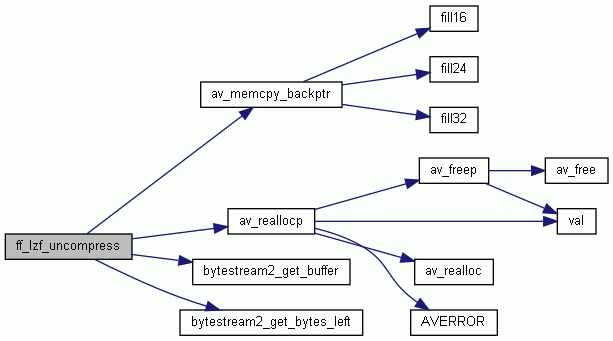 fill16
fill24
av_memcpy_backptr
fill32
av_freep
av_free
ff_lzf_uncompress
av_reallocp
val
bytestream2_get_buffer
av_realloc
bytestream2_get_bytes_left
AVERROR